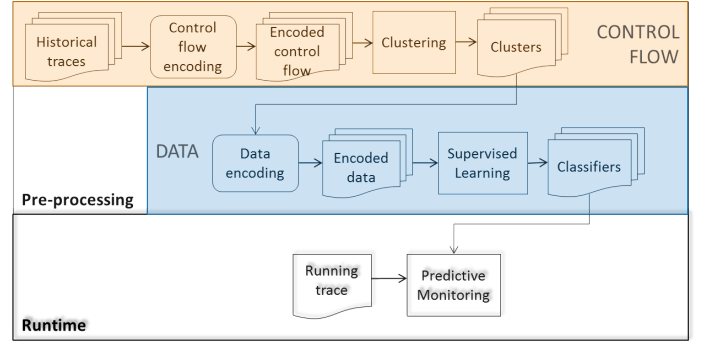 Historical
traces
Control
flow
encoding
Encoded
control
flow
Clustering
Clusters
CONTROL
FLOW
DATA
Data
encoding
Encoded
data
Supervised
Learning
Classifiers
Pre-processing
Running
trace
Predictive
Monitoring
Runtime